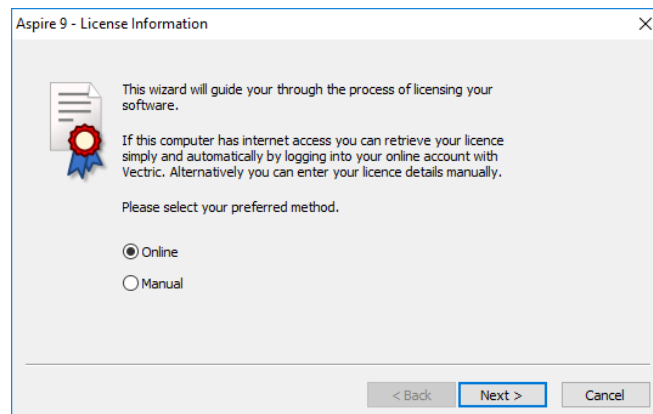 Aspire 9 - License Information
This wizard will guide your through the process of licensing your
software.
If this computer has internet access you can retrieve your licence
simply and automatically by logging into your online account with
Vectric. Alternatively you can enter your licence details manually.
Please select your preferred method.
Online
Manual
< Back
Next >
Cancel